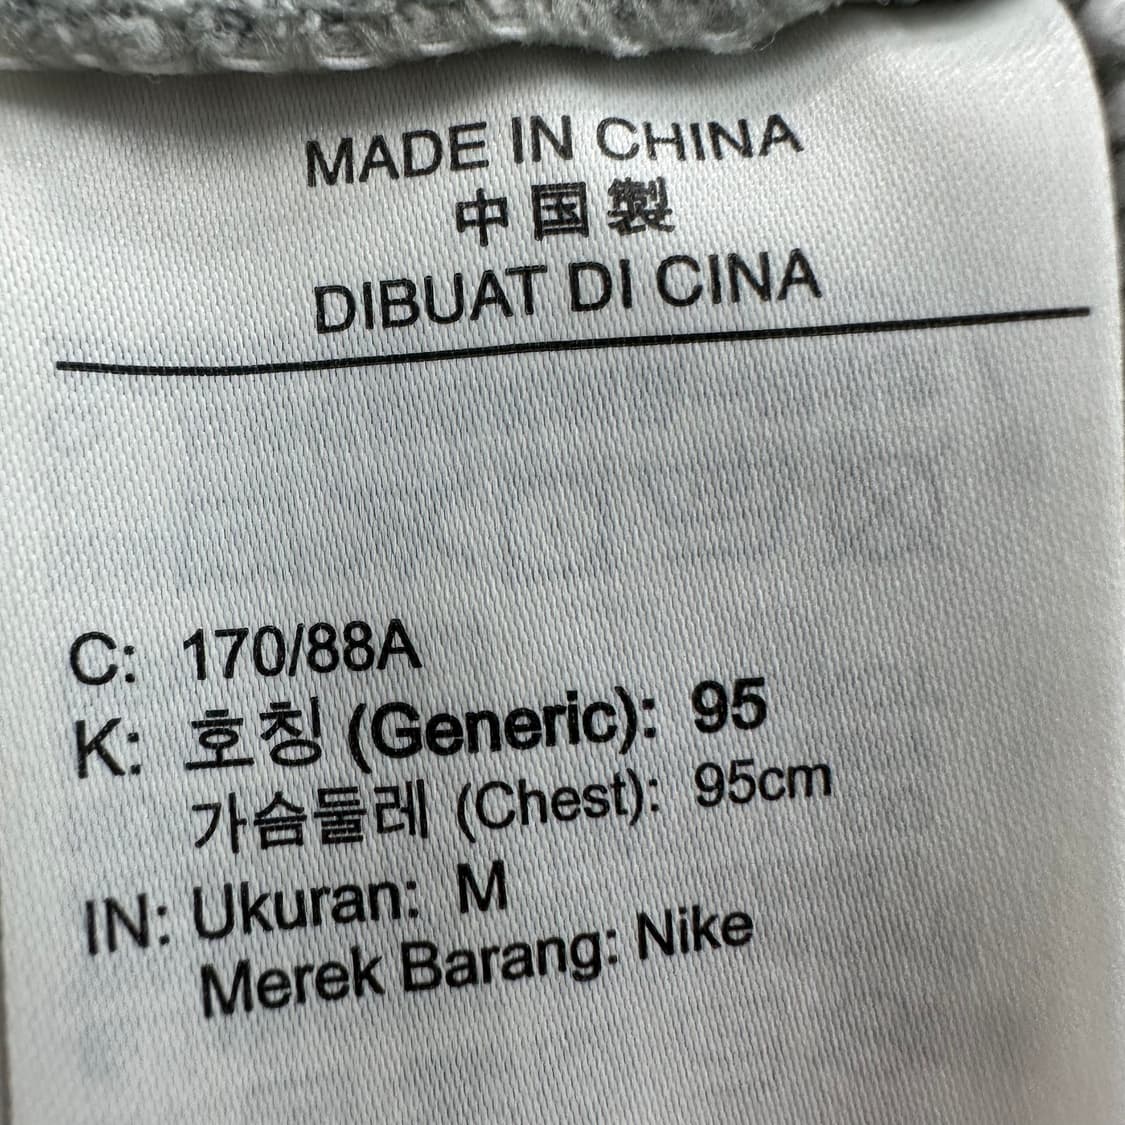 MADE IN CHINA
中国製
DIBUAT DI CINA
C: 170/88A
K: 호칭 (Generic): 95
가슴둘레 (Chest): 95cm
IN: Ukuran: M
Merek Barang: Nike